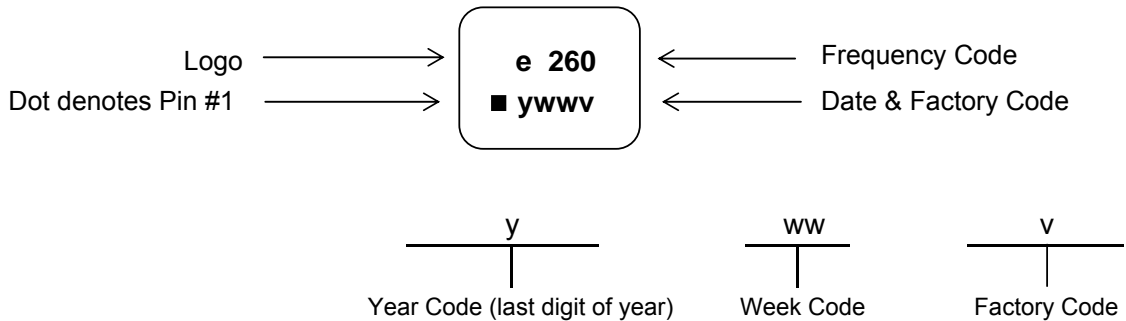 Logo
e 260
Frequency Code
Dot denotes Pin #1
■ ywwv
Date & Factory Code
y
ww
v
Year Code (last digit of year)
Week Code
Factory Code